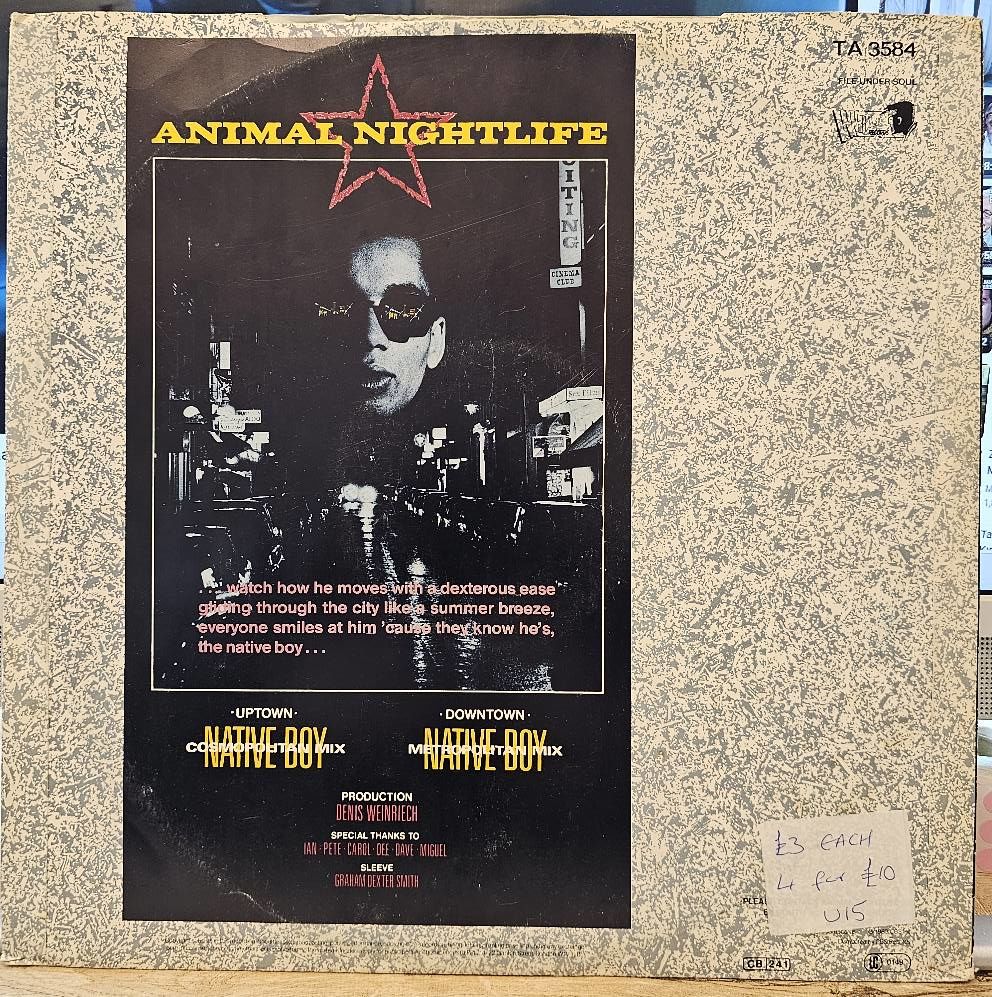 TA 3584
FILE UNDER SOUL
ANIMAL NIGHTLIFE
ITING
CINEMA
CLUB
... watch how he moves with a dexterous ease
gliding through the city like a summer breeze,
everyone smiles at him 'cause they know he's,
the native boy...
·UPTOWN·
NATIVE BOY
COSMOPOLITAN MIX
·DOWNTOWN·
NATIVE BOY
METROPOLITAN MIX
PRODUCTION
DENIS WEINRIECH
SPECIAL THANKS TO
IAN · PETE · CAROL · DEE · DAVE · MIGUEL
SLEEVE
GRAHAM DEXTER SMITH
£3 EACH
4 for £10
U15
CB 241